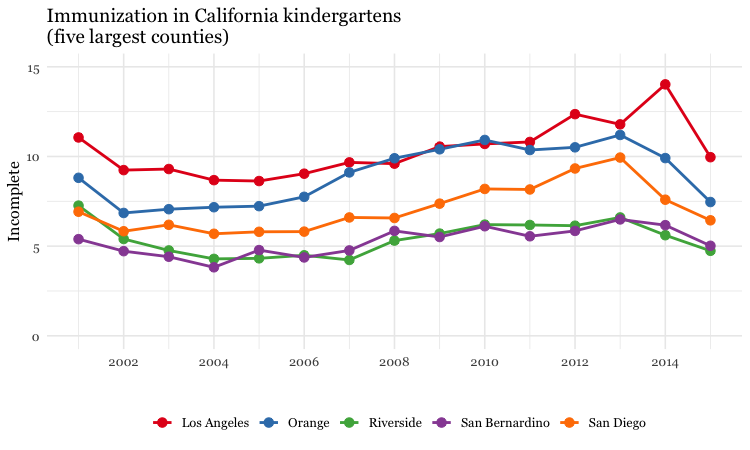 Immunization in California kindergartens
(five largest counties)
15
10
5
0
Incomplete
2002 2004 2006 2008 2010 2012 2014
Los Angeles Orange Riverside San Bernardino San Diego